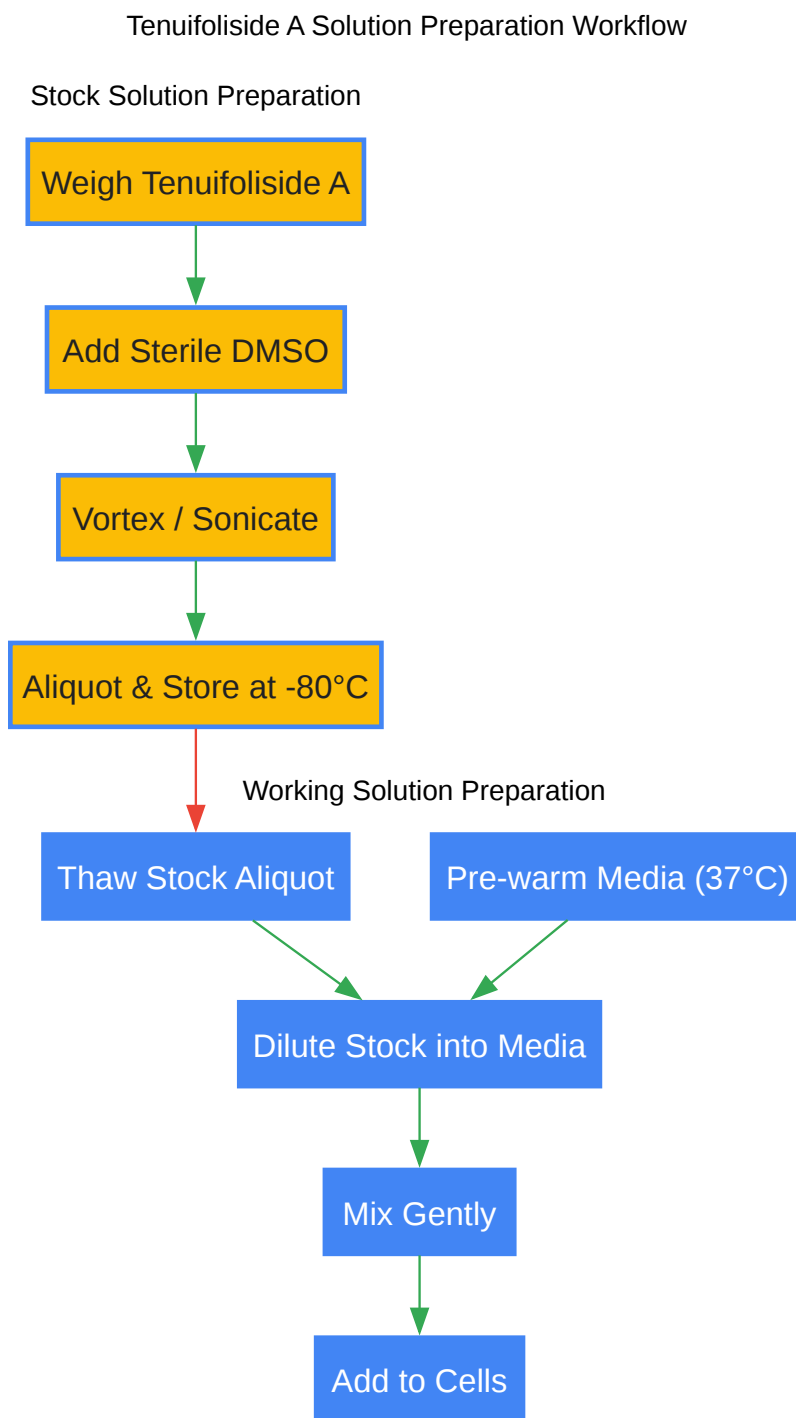 Tenuifoliside A Solution Preparation Workflow
Stock Solution Preparation
Weigh Tenuifoliside A
Add Sterile DMSO
Vortex / Sonicate
Aliquot & Store at -80°C
Working Solution Preparation
Thaw Stock Aliquot
Pre-warm Media (37°C)
Dilute Stock into Media
Mix Gently
Add to Cells